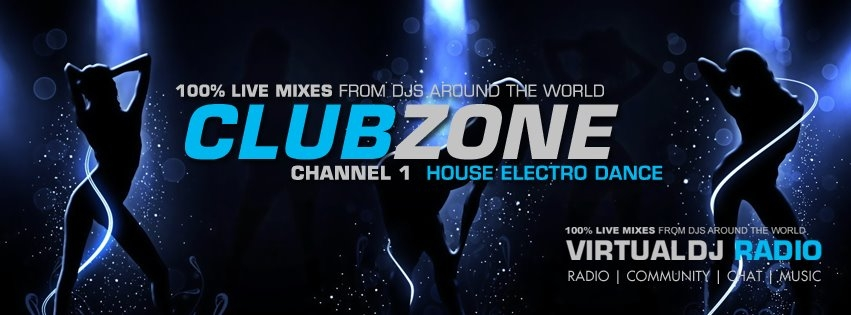 100% LIVE MIXES FROM DJS AROUND THE WORLD
CLUBZONE
CHANNEL 1 HOUSE ELECTRO DANCE
100% LIVE MIXES FROM DJS AROUND THE WORLD
VIRTUALDJ RADIO
RADIO | COMMUNITY | CHAT | MUSIC